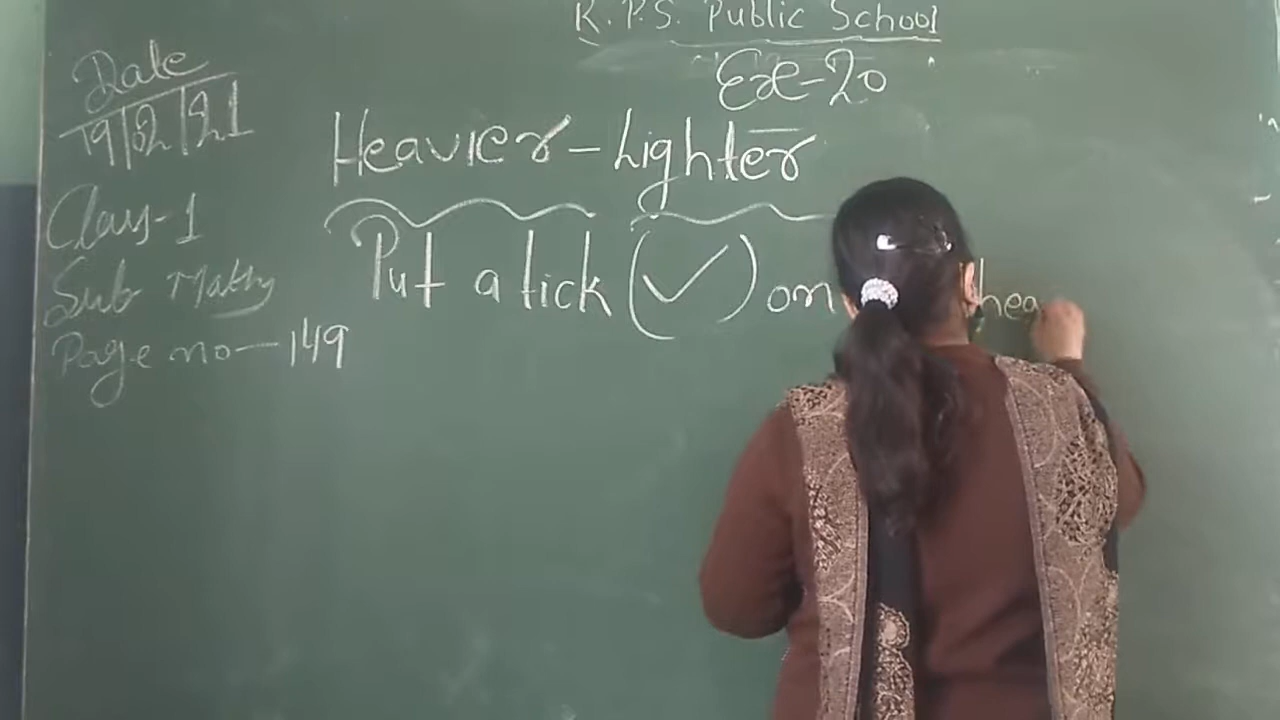 R.P.S. Public School
Ex-20
Date
19/02/21
Heavier - Lighter
Class-1
Sub Maths
Put a tick (✓) on hea
Page no - 149